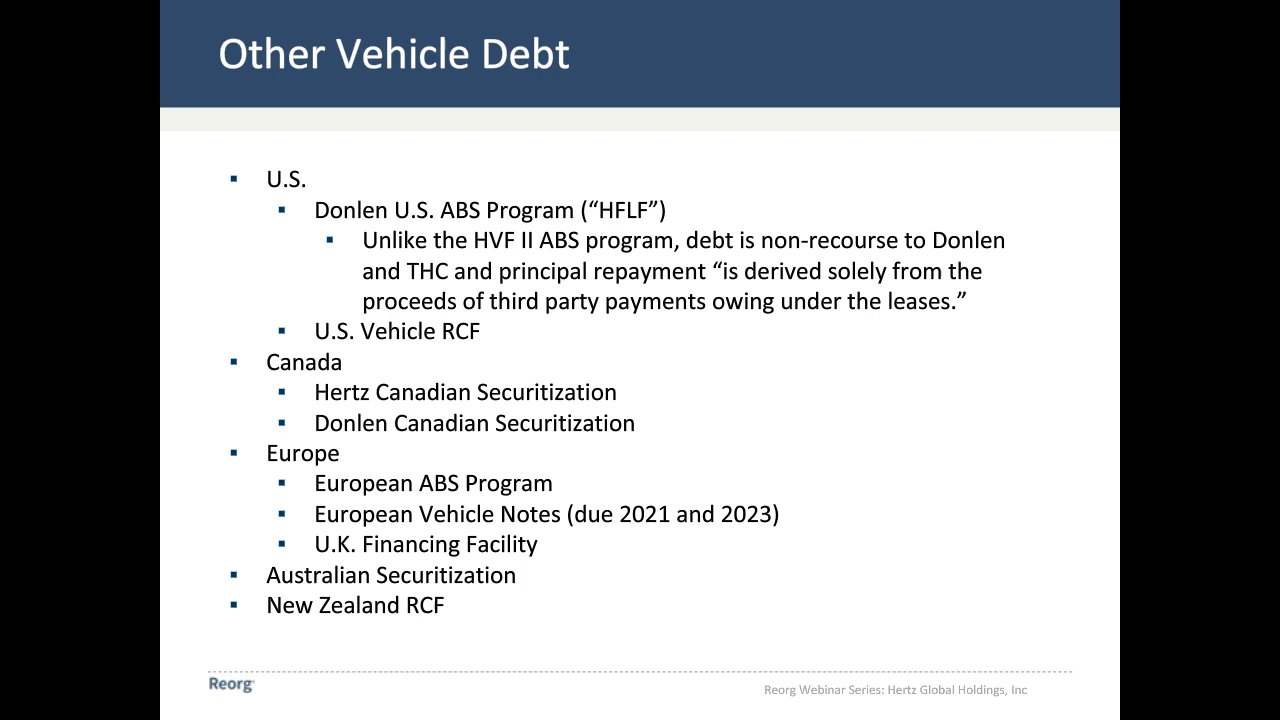 Other Vehicle Debt
▪ U.S.
▪ Donlen U.S. ABS Program (“HFLF”)
▪ Unlike the HVF II ABS program, debt is non-recourse to Donlen
and THC and principal repayment “is derived solely from the
proceeds of third party payments owing under the leases.”
▪ U.S. Vehicle RCF
▪ Canada
▪ Hertz Canadian Securitization
▪ Donlen Canadian Securitization
▪ Europe
▪ European ABS Program
▪ European Vehicle Notes (due 2021 and 2023)
▪ U.K. Financing Facility
▪ Australian Securitization
▪ New Zealand RCF
Reorg
Reorg Webinar Series: Hertz Global Holdings, Inc